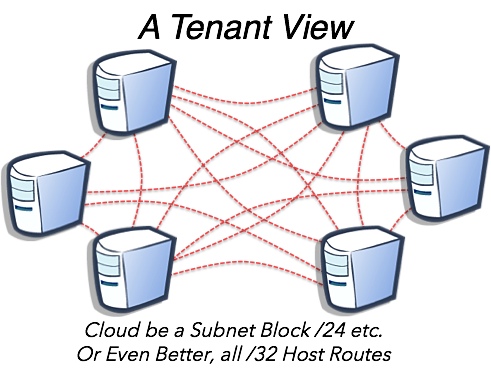 A Tenant View
Cloud be a Subnet Block /24 etc.
Or Even Better, all /32 Host Routes